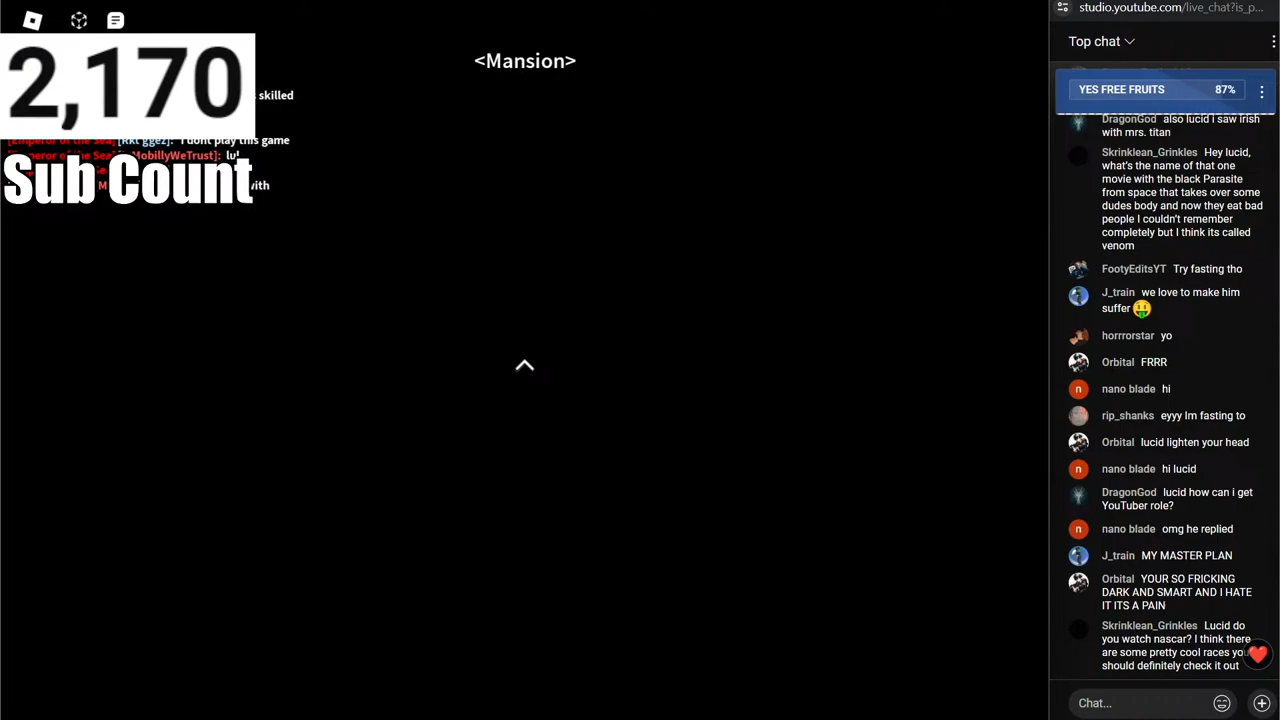 studio.youtube.com/live_chat?is_p...
Top chat
<Mansion>
2,170
skilled
[Rkt ggez]: I dont play this game
MobillyWeTrust]: lul
with
Sub Count
YES FREE FRUITS 87%
DragonGod also lucid I saw irish
with mrs. titan
Skrinklean_Grinkles Hey lucid,
what's the name of that one
movie with the black Parasite
from space that takes over some
dudes body and now they eat bad
people I couldn't remember
completely but I think its called
venom
FootyEditsYT Try fasting tho
J_train we love to make him
suffer 🤑
horrrorstar yo
Orbital FRRR
nano blade hi
rip_shanks eyyy Im fasting to
Orbital lucid lighten your head
nano blade hi lucid
DragonGod lucid how can i get
YouTuber role?
nano blade omg he replied
J_train MY MASTER PLAN
Orbital YOUR SO FRICKING
DARK AND SMART AND I HATE
IT ITS A PAIN
Skrinklean_Grinkles Lucid do
you watch nascar? I think there
are some pretty cool races you
should definitely check it out
Chat...